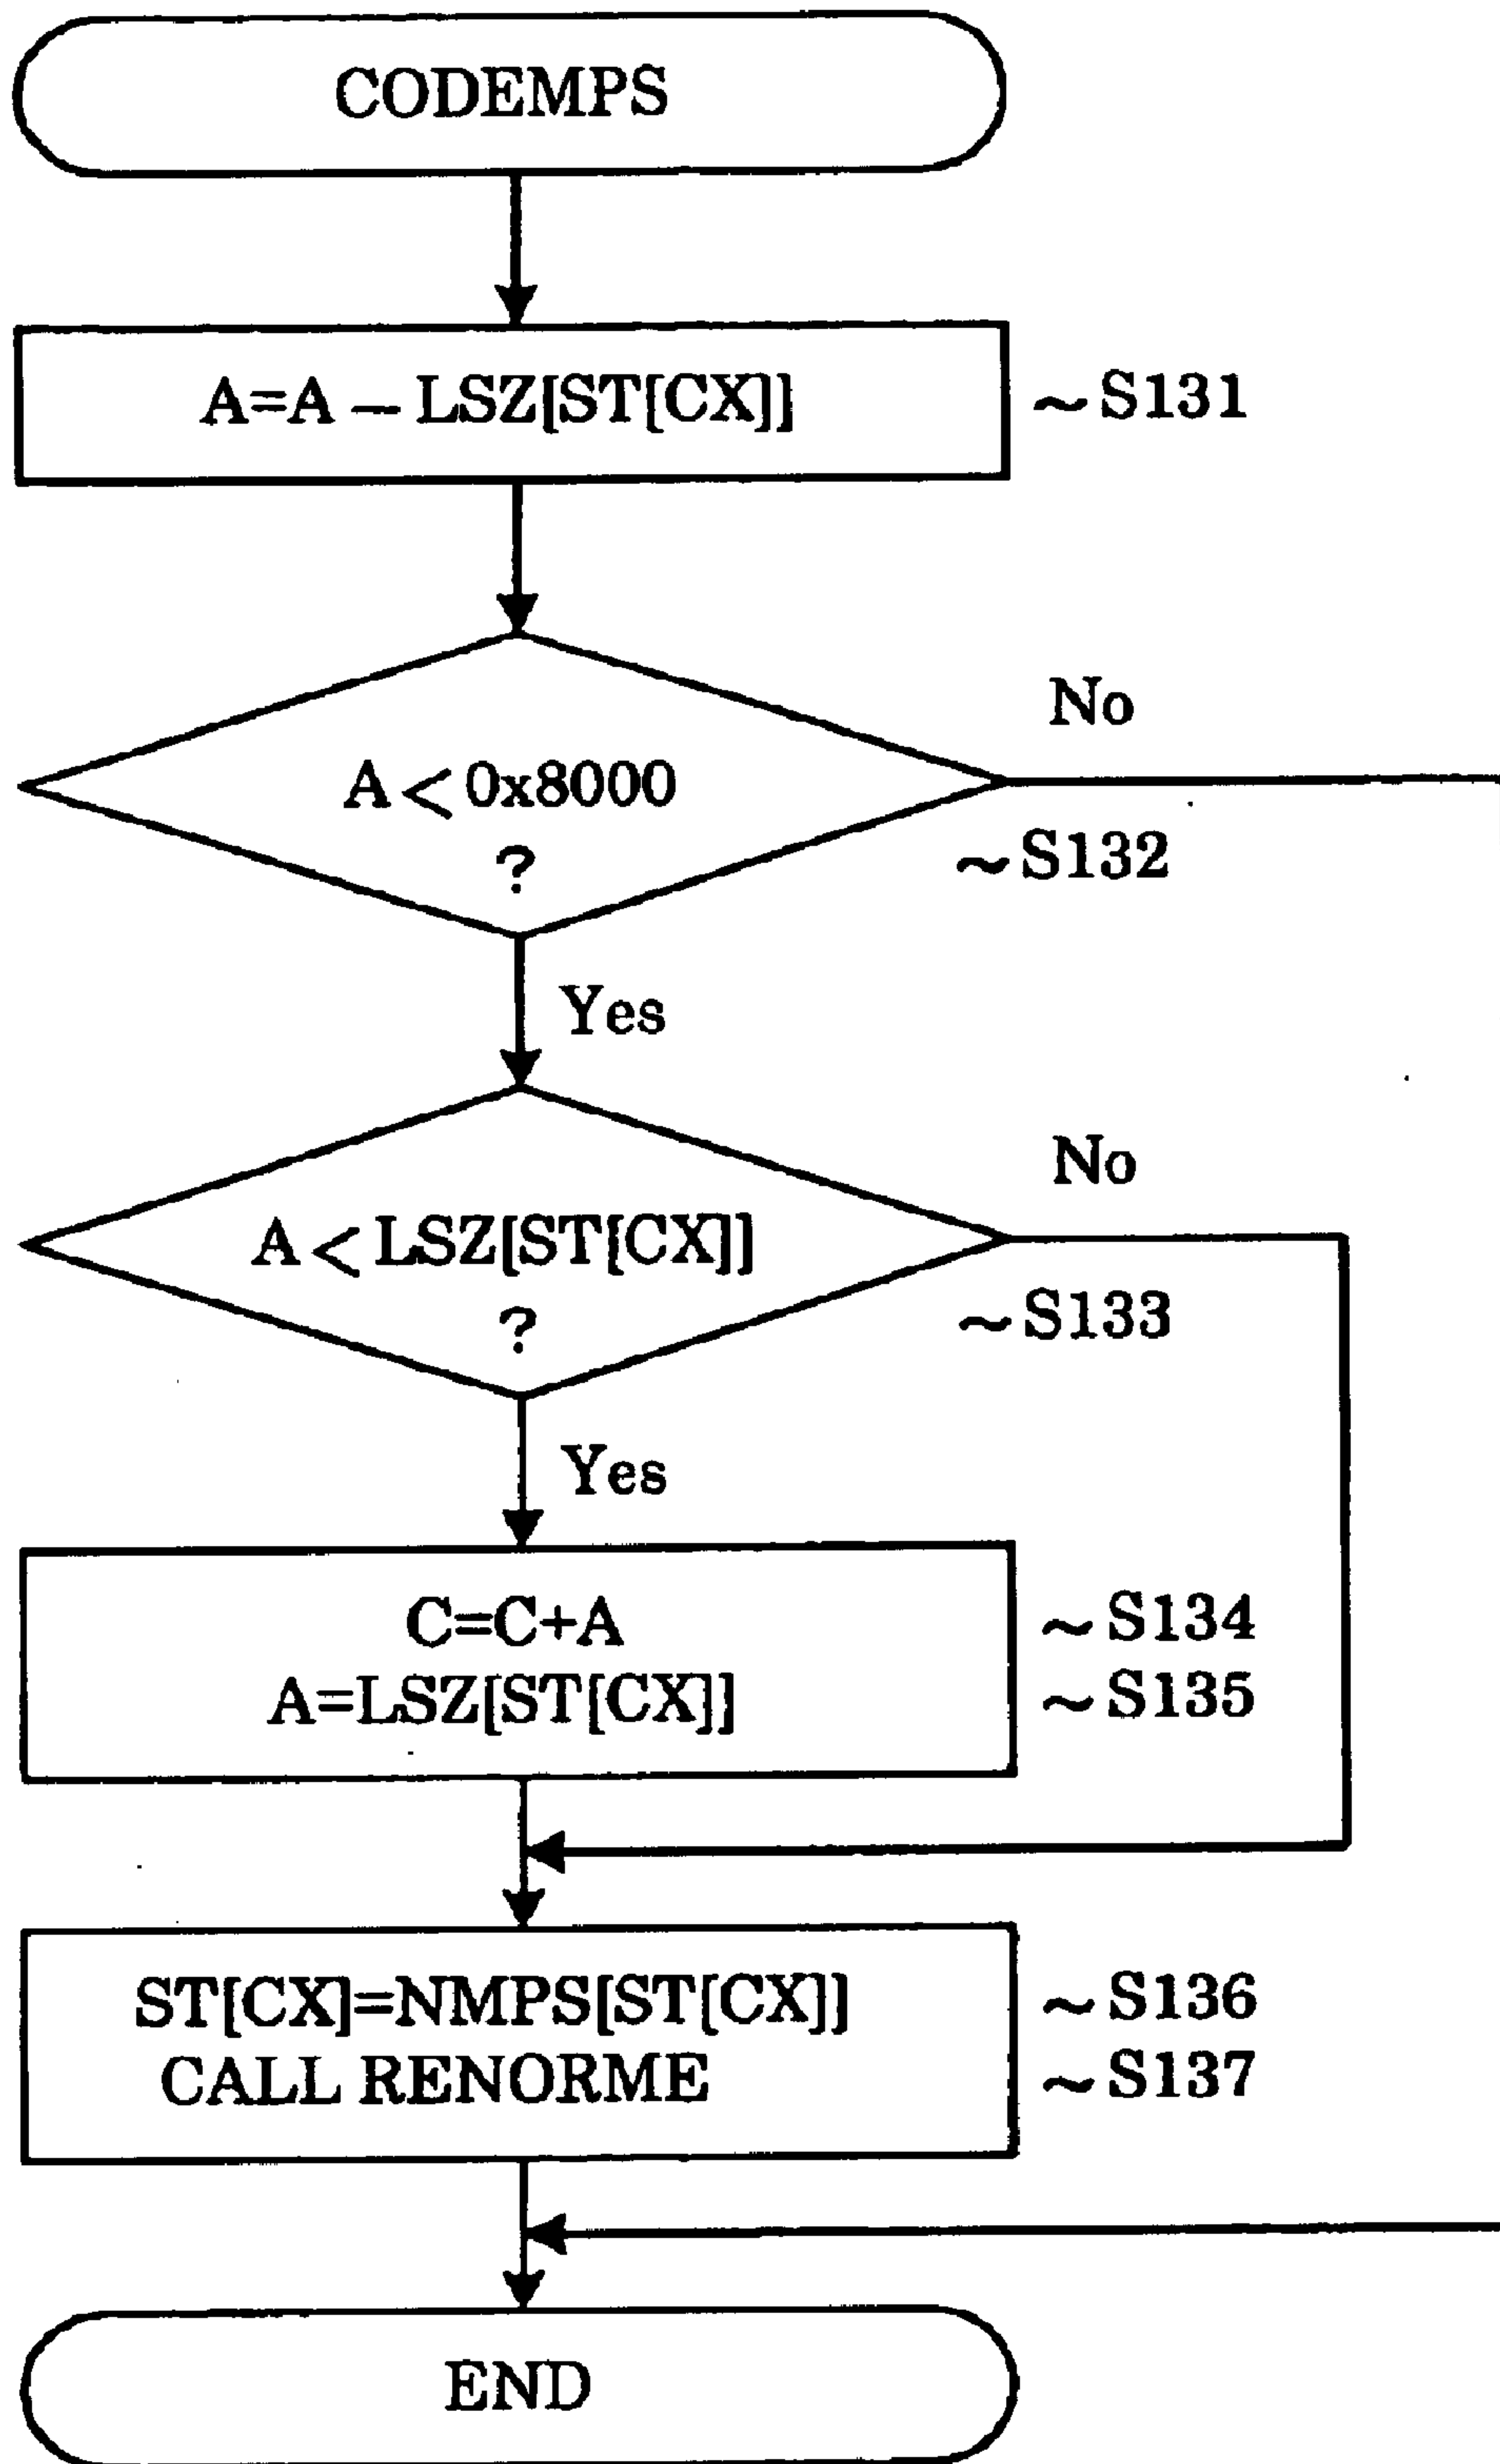 CODEMPS
A=A – LSZ[ST[CX]] ~S131
No
A<0x8000
? ~S132
Yes
No
A<LSZ[ST[CX]]
? ~S133
Yes
C=C+A ~S134
A=LSZ[ST[CX]] ~S135
ST[CX]=NMPS[ST[CX]] ~S136
CALL RENORME ~S137
END